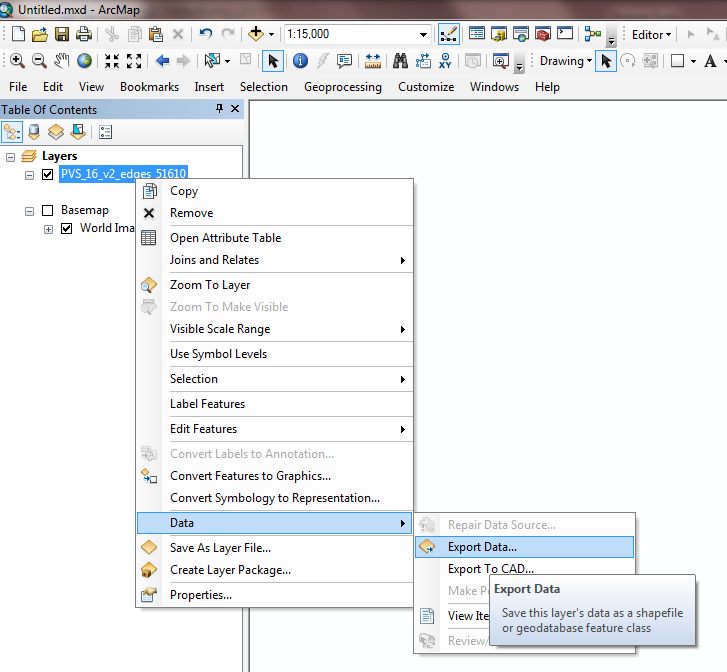 Untitled.mxd - ArcMap
1:15,000
Editor
Drawing
A
File Edit View Bookmarks Insert Selection Geoprocessing Customize Windows Help
Table Of Contents
Layers
PVS_16_v2_edges_51610
Basemap
World Ima
Copy
Remove
Open Attribute Table
Joins and Relates
Zoom To Layer
Zoom To Make Visible
Visible Scale Range
Use Symbol Levels
Selection
Label Features
Edit Features
Convert Labels to Annotation...
Convert Features to Graphics...
Convert Symbology to Representation...
Data
Save As Layer File...
Create Layer Package...
Properties...
Repair Data Source...
Export Data...
Export To CAD...
Make P
View Ite
Review/
Export Data
Save this layer's data as a shapefile
or geodatabase feature class